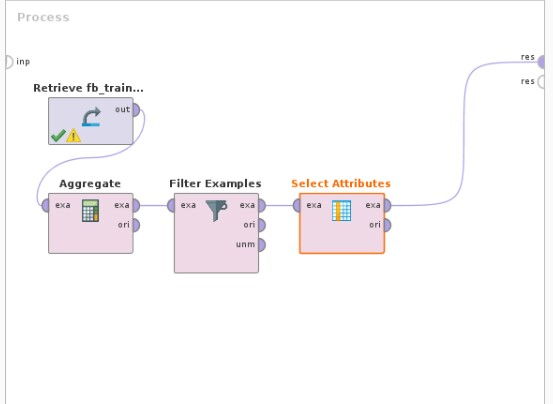 Process
inp
res
res
Retrieve fb_train...
out
Aggregate
exa
exa
ori
Filter Examples
exa
exa
ori
unm
Select Attributes
exa
exa
ori